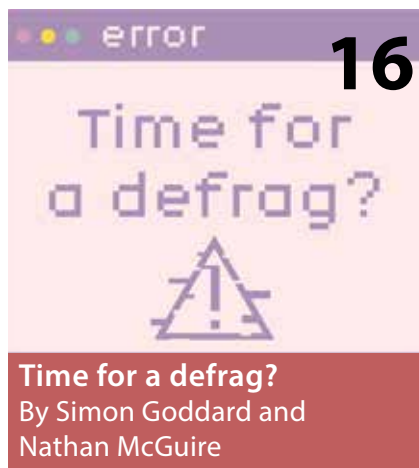 error
16
Time for
a defrag?
!
Time for a defrag?
By Simon Goddard and
Nathan McGuire